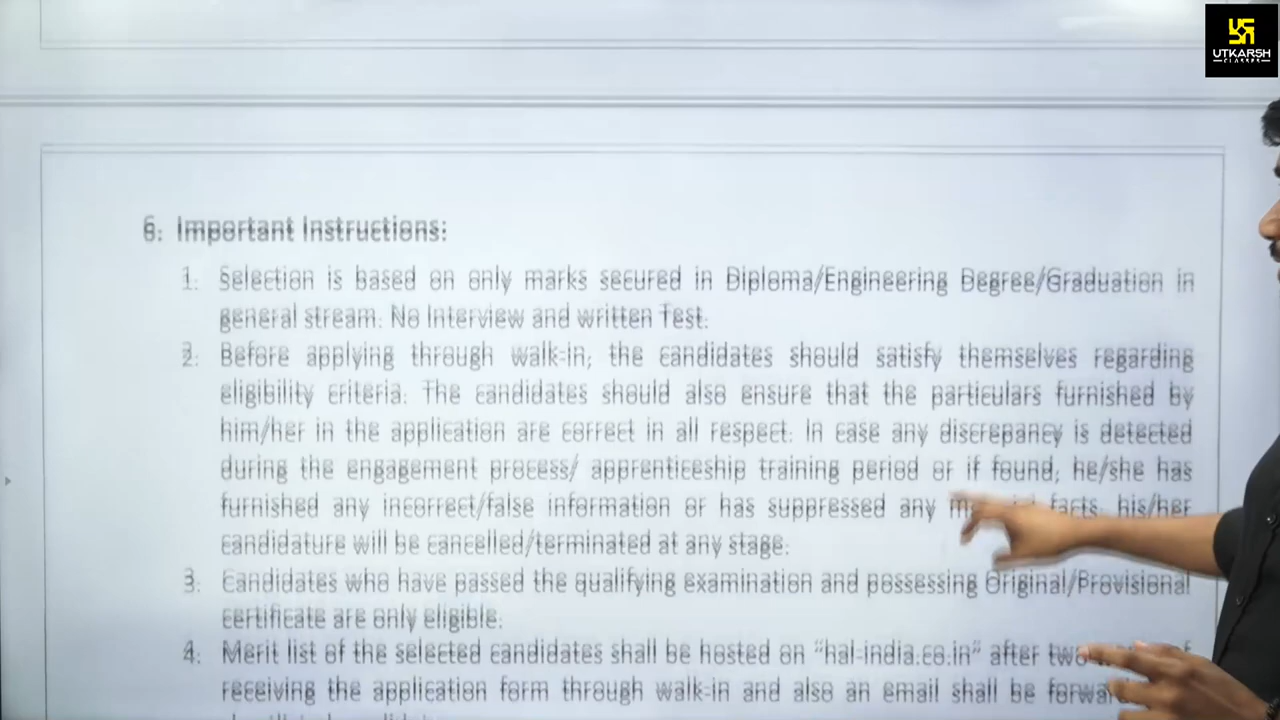 UTKARSH
CLASSES
6. Important Instructions:
1. Selection is based on only marks secured in Diploma/Engineering Degree/Graduation in
general stream. No Interview and written Test.
2. Before applying through walk-in, the candidates should satisfy themselves regarding
eligibility criteria. The candidates should also ensure that the particulars furnished by
him/her in the application are correct in all respect. In case any discrepancy is detected
during the engagement process/ apprenticeship training period or if found, he/she has
furnished any incorrect/false information or has suppressed any facts, his/her
candidature will be cancelled/terminated at any stage.
3. Candidates who have passed the qualifying examination and possessing Original/Provisional
certificate are only eligible.
4. Merit list of the selected candidates shall be hosted on "hal-india.co.in" after two
receiving the application form through walk-in and also an email shall be